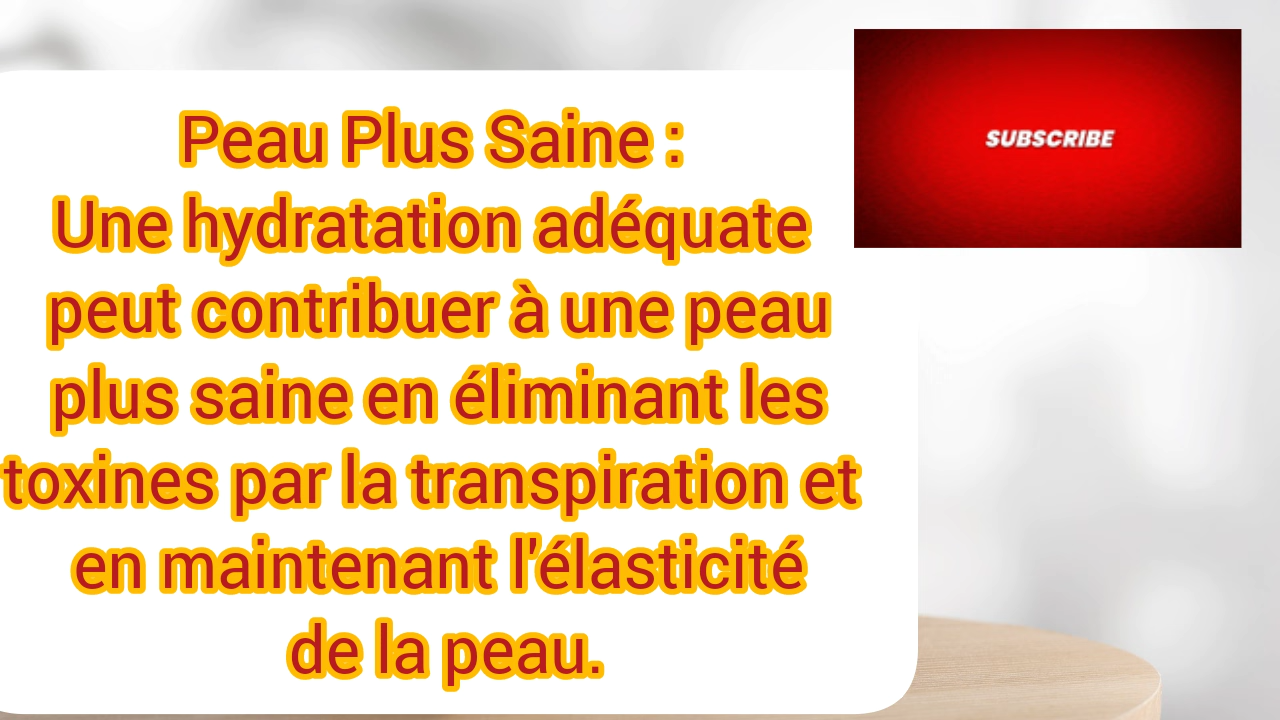 Peau Plus Saine :
Une hydratation adéquate
peut contribuer à une peau
plus saine en éliminant les
toxines par la transpiration et
en maintenant l'élasticité
de la peau.
SUBSCRIBE